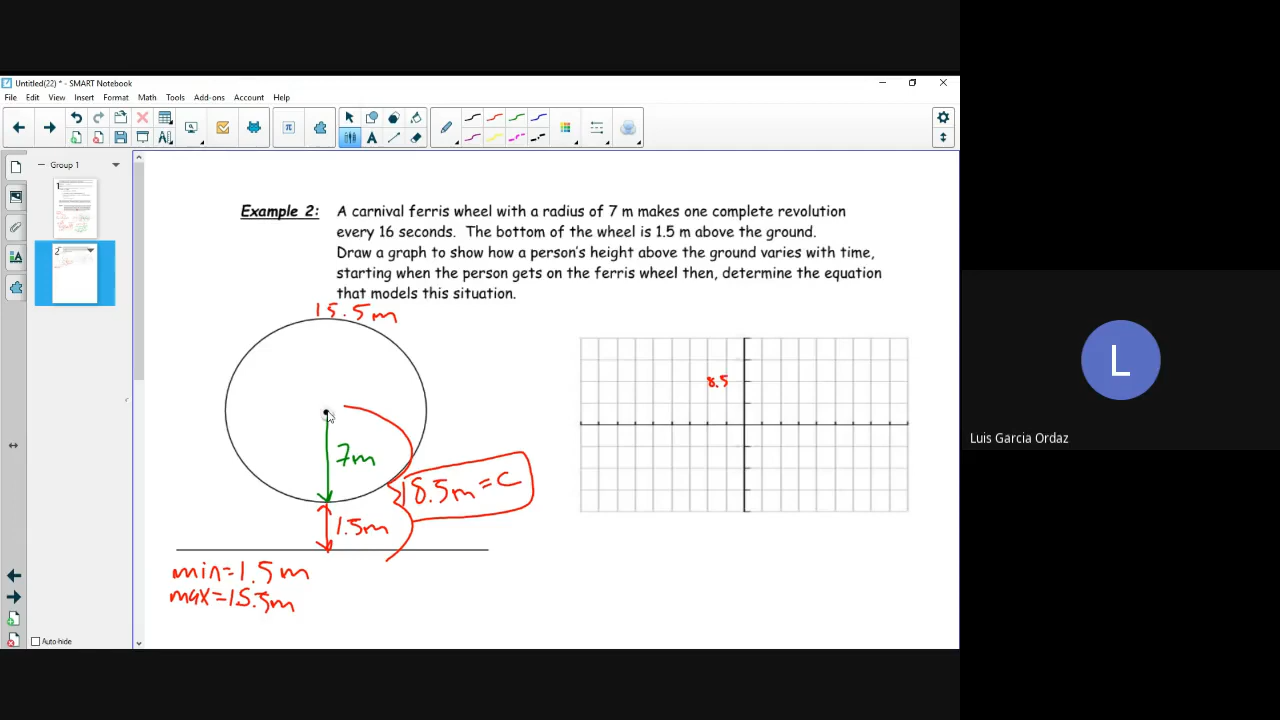 Untitled(22) * - SMART Notebook
File Edit View Insert Format Math Tools Add-ons Account Help
Group 1
1
2
Example 2: A carnival ferris wheel with a radius of 7 m makes one complete revolution
every 16 seconds. The bottom of the wheel is 1.5 m above the ground.
Draw a graph to show how a person's height above the ground varies with time,
starting when the person gets on the ferris wheel then, determine the equation
that models this situation.
15.5m
8.5
7m
8.5m = C
1.5m
min=1.5m
max=15.5m
Auto-hide
L
Luis Garcia Ordaz